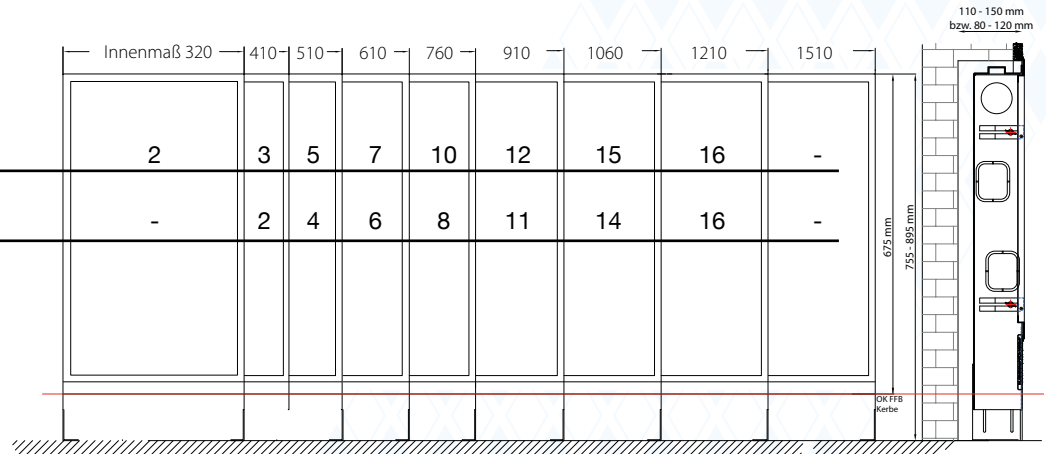 110 - 150 mm
bzw. 80 - 120 mm
Innenmaß 320 410 510 610 760 910 1060 1210 1510
2 3 5 7 10 12 15 16 -
- 2 4 6 8 11 14 16 -
675 mm
755 - 895 mm
OK FFB
Kerbe